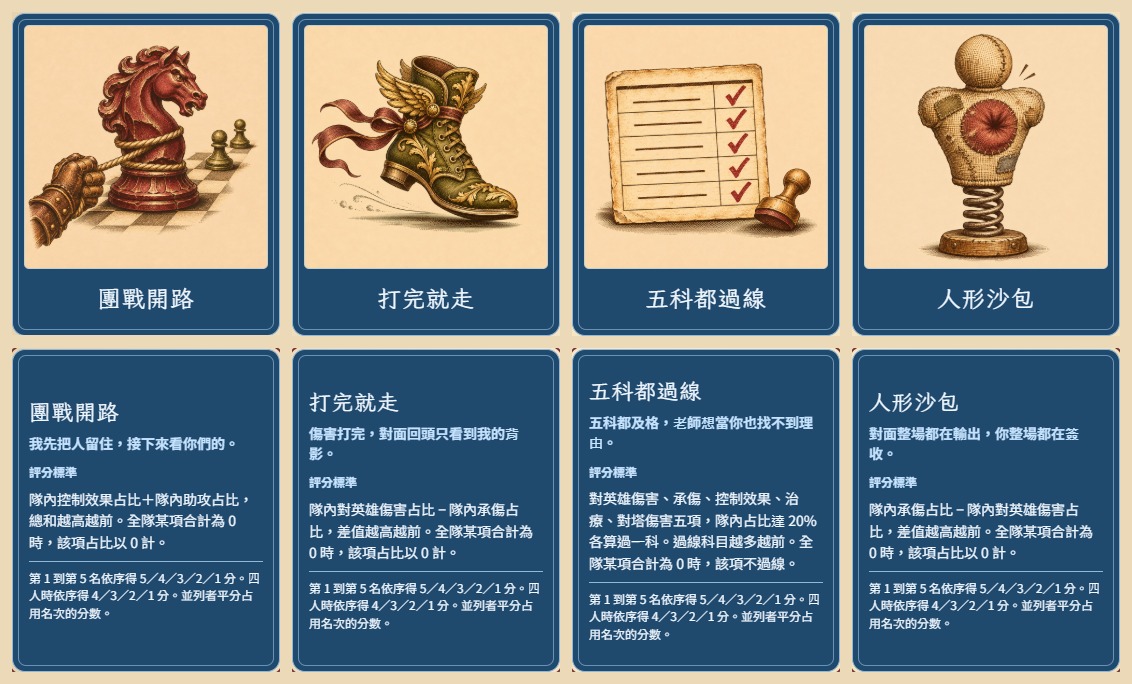 團戰開路
打完就走
五科都過線
人形沙包
團戰開路
我先把人留住，接下來看你們的。
評分標準
隊內控制效果占比＋隊內助攻占比，
總和越高越前。全隊某項合計為 0
時，該項占比以 0 計。
第 1 到第 5 名依序得 5／4／3／2／1 分。四
人時依序得 4／3／2／1 分。並列者平分占
用名次的分數。
打完就走
傷害打完，對面回頭只看到我的背
影。
評分標準
隊內對英雄傷害占比 − 隊內承傷占
比，差值越高越前。全隊某項合計為
0 時，該項占比以 0 計。
第 1 到第 5 名依序得 5／4／3／2／1 分。四
人時依序得 4／3／2／1 分。並列者平分占
用名次的分數。
五科都過線
五科都及格，老師想當你也找不到理
由。
評分標準
對英雄傷害、承傷、控制效果、治
療、對塔傷害五項，隊內占比達 20%
各算過一科。過線科目越多越前。全
隊某項合計為 0 時，該項不過線。
第 1 到第 5 名依序得 5／4／3／2／1 分。四
人時依序得 4／3／2／1 分。並列者平分占
用名次的分數。
人形沙包
對面整場都在輸出，你整場都在簽
收。
評分標準
隊內承傷占比 − 隊內對英雄傷害占
比，差值越高越前。全隊某項合計為
0 時，該項占比以 0 計。
第 1 到第 5 名依序得 5／4／3／2／1 分。四
人時依序得 4／3／2／1 分。並列者平分占
用名次的分數。